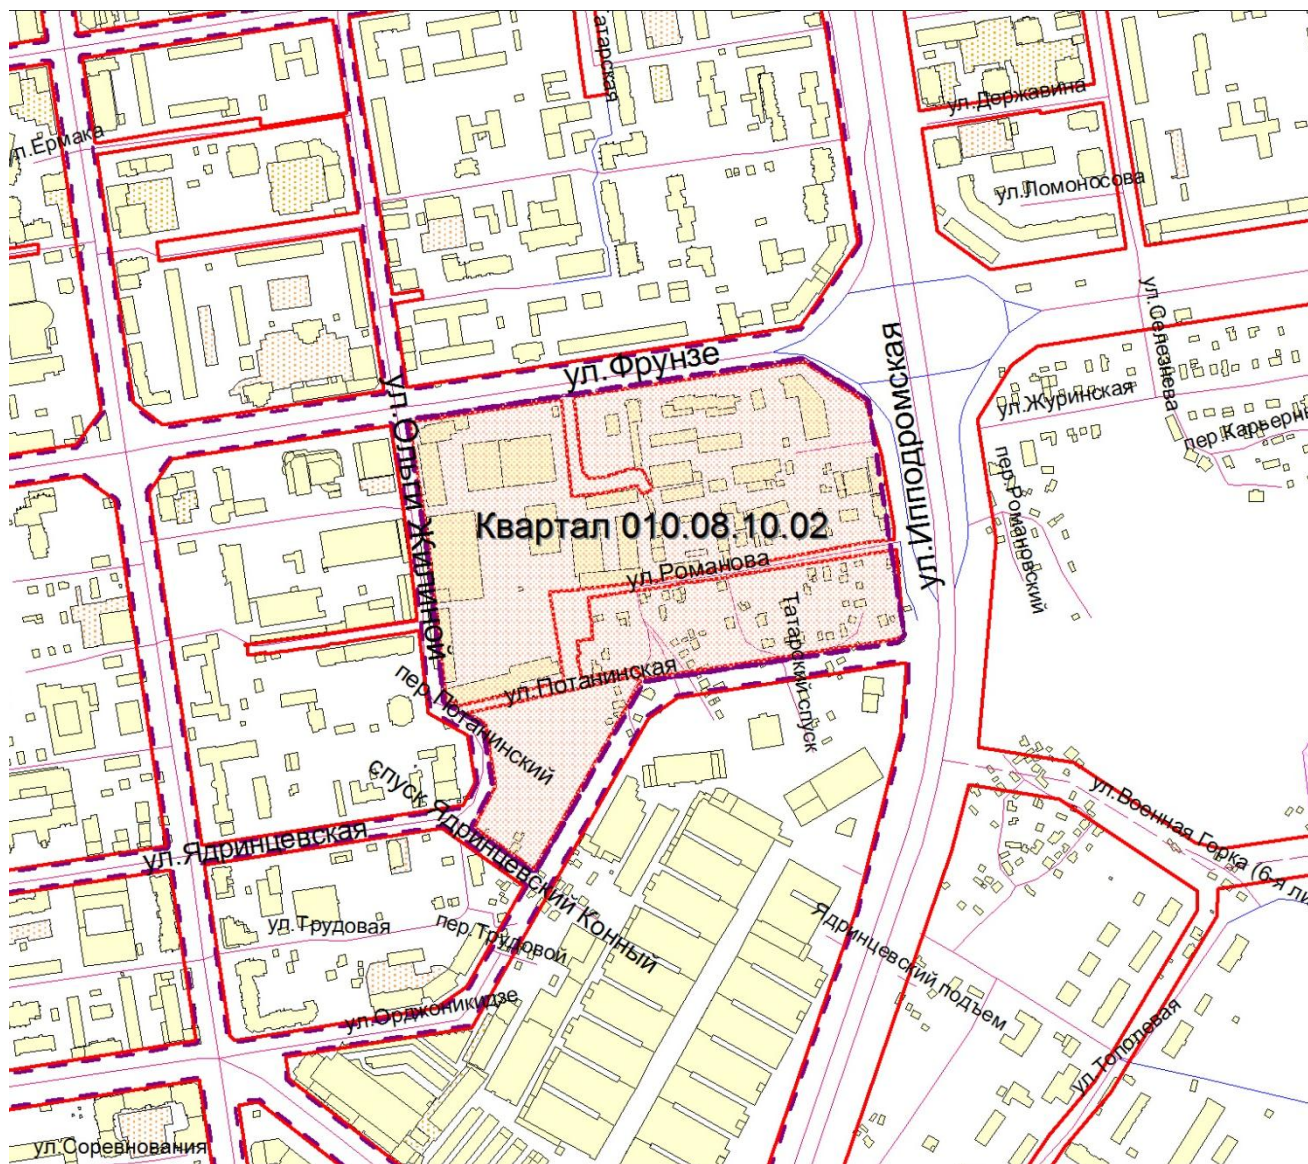 Татарская
ул.Державина
ул.Ермака
ул.Ломоносова
ул.Селезнева
ул.Фрунзе
ул.Ипподромская
ул.Журинская
пер.Карьерн
ул.Ольги Жилиной
пер.Романовский
Квартал 010.08.10.02
ул.Романова
Татарский спуск
ул.Потанинская
пер.Потанинский
спуск Ядринцевский Конный
ул.Ядринцевская
ул.Военная Горка (6-я ли
ул.Трудовая
пер.Трудовой
Ядринцевский подъем
ул.Орджоникидзе
ул.Тополевая
ул.Соревнования